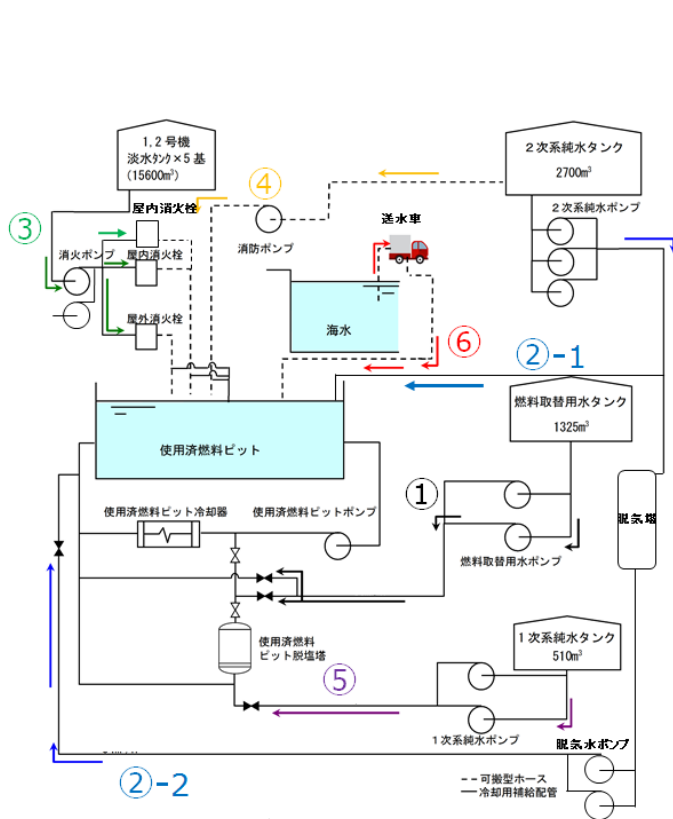 1,2号機
淡水タンク×5基
(15600m³)
2次系純水タンク
2700m³
④
屋内消火栓
送水車
2次系純水ポンプ
③
消火ポンプ
屋内消火栓
消防ポンプ
屋外消火栓
海水
⑥
②-1
燃料取替用水タンク
1325m³
使用済燃料ピット
①
使用済燃料ピット冷却器
使用済燃料ピットポンプ
脱気塔
燃料取替用水ポンプ
使用済燃料
ピット脱塩塔
1次系純水タンク
510m³
⑤
1次系純水ポンプ
脱気水ポンプ
②-2
--可搬型ホース
―冷却用補給配管